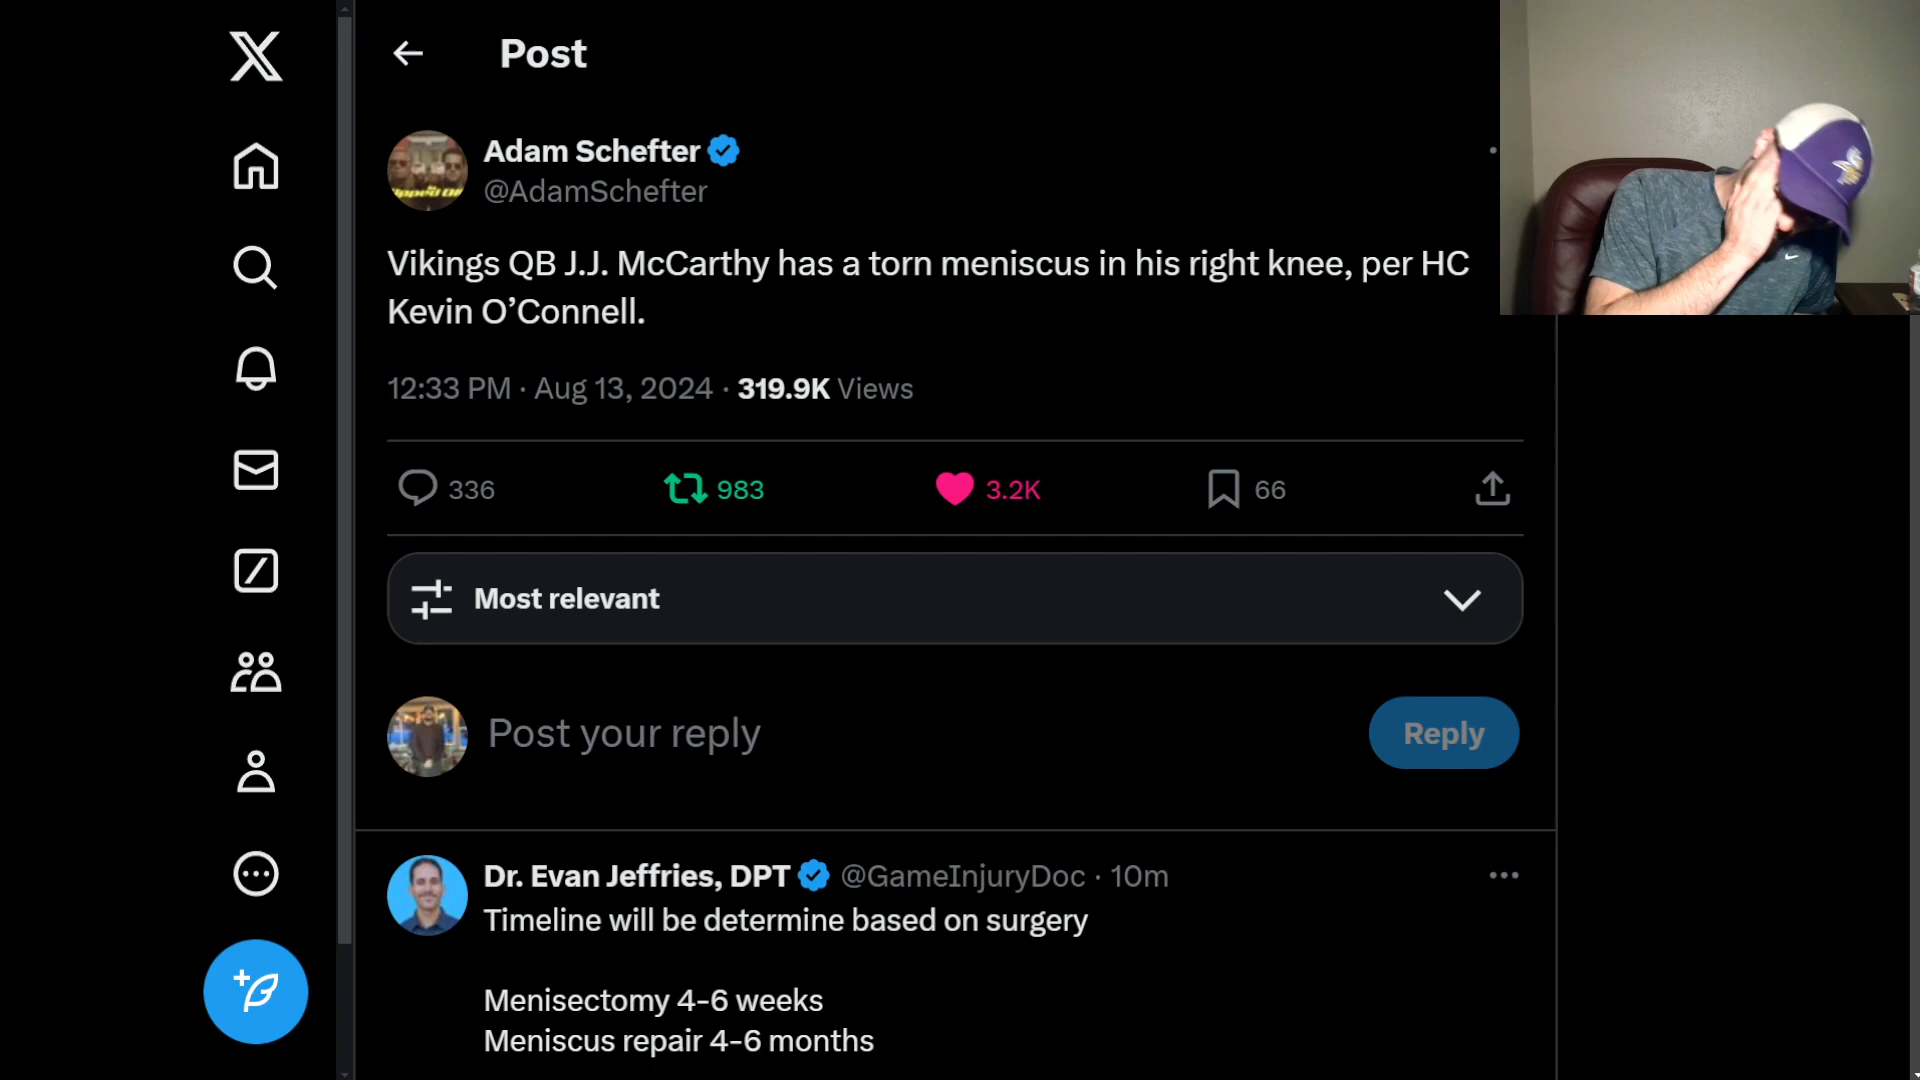 Post
Adam Schefter
@AdamSchefter
Vikings QB J.J. McCarthy has a torn meniscus in his right knee, per HC
Kevin O’Connell.
12:33 PM · Aug 13, 2024 · 319.9K Views
336 983 3.2K 66
Most relevant
Post your reply
Reply
Dr. Evan Jeffries, DPT @GameInjuryDoc · 10m
Timeline will be determine based on surgery
Menisectomy 4-6 weeks
Meniscus repair 4-6 months